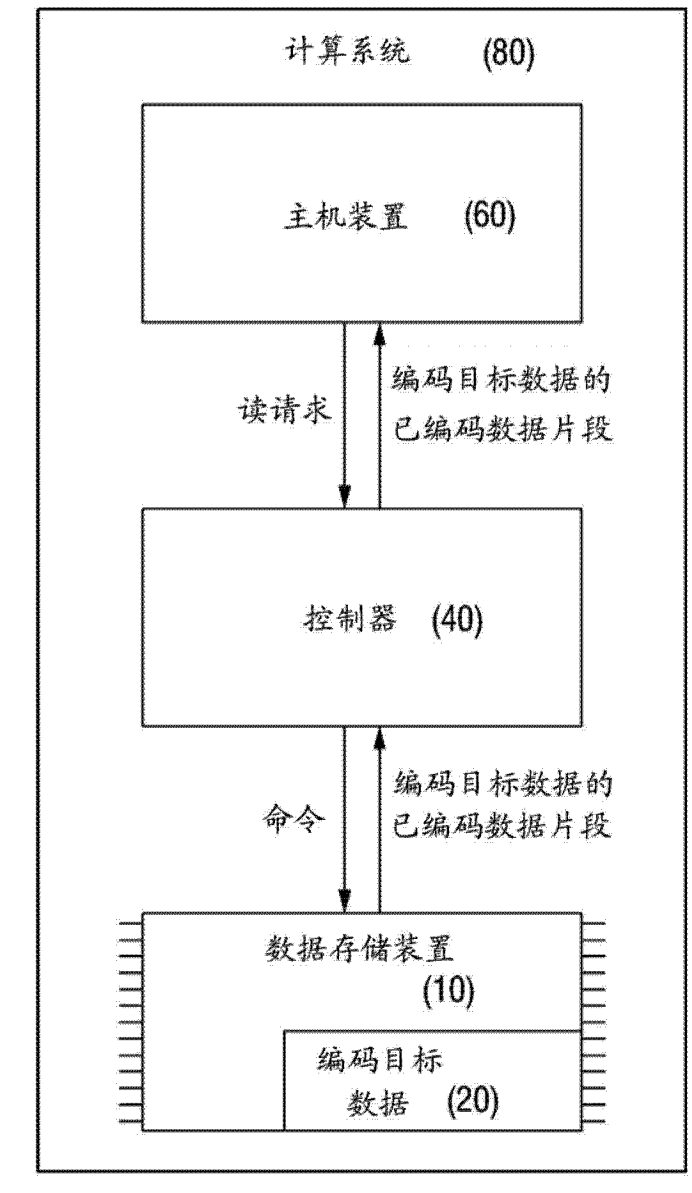 计算系统 (80)
主机装置 (60)
读请求
编码目标数据的
已编码数据片段
控制器 (40)
命令
编码目标数据的
已编码数据片段
数据存储装置
(10)
编码目标
数据 (20)